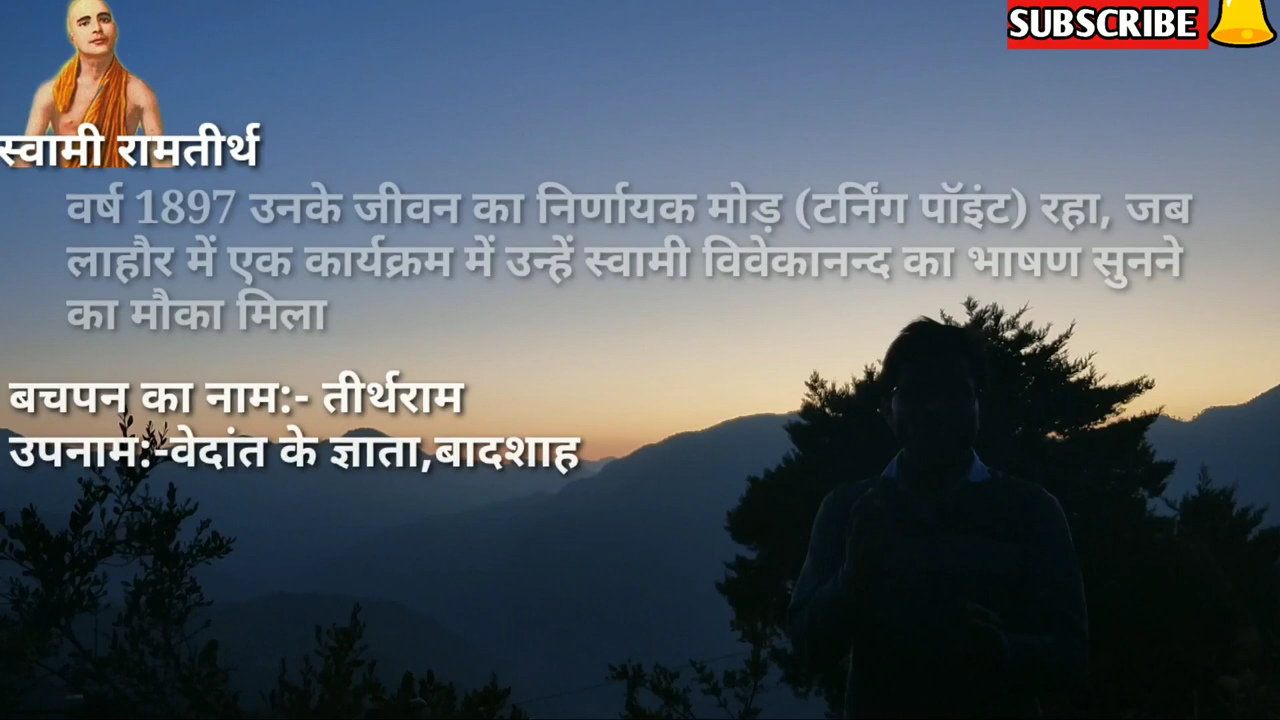 SUBSCRIBE
स्वामी रामतीर्थ
वर्ष 1897 उनके जीवन का निर्णायक मोड़ (टर्निंग पॉइंट) रहा, जब
लाहौर में एक कार्यक्रम में उन्हें स्वामी विवेकानन्द का भाषण सुनने
का मौका मिला
बचपन का नाम:- तीर्थराम
उपनाम:-वेदांत के ज्ञाता,बादशाह